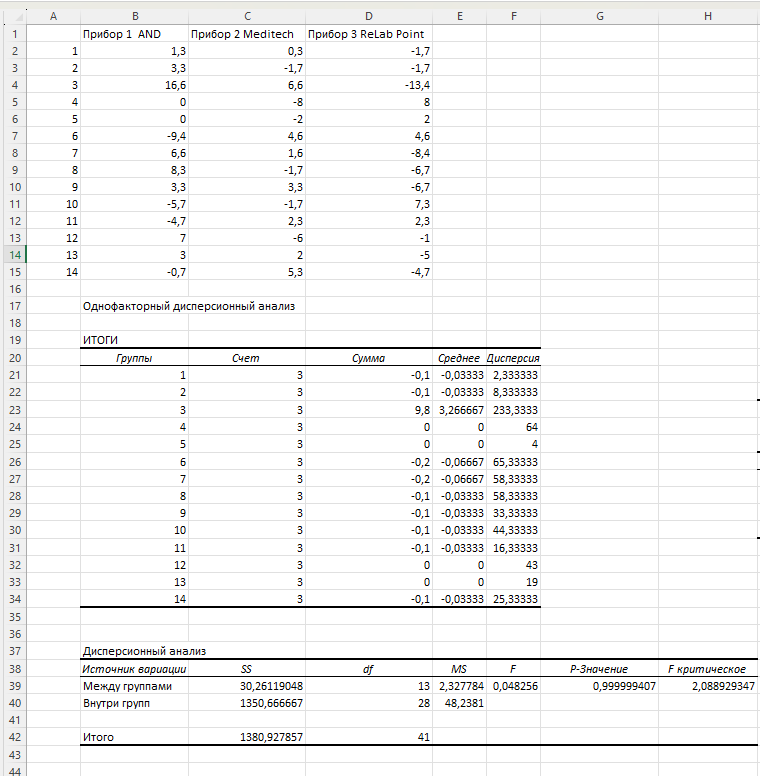 A B C D E F G H
1 Прибор 1 AND Прибор 2 Meditech Прибор 3 ReLab Point
2 1 1,3 0,3 -1,7
3 2 3,3 -1,7 -1,7
4 3 16,6 6,6 -13,4
5 4 0 -8 8
6 5 0 -2 2
7 6 -9,4 4,6 4,6
8 7 6,6 1,6 -8,4
9 8 8,3 -1,7 -6,7
10 9 3,3 3,3 -6,7
11 10 -5,7 -1,7 7,3
12 11 -4,7 2,3 2,3
13 12 7 -6 -1
14 13 3 2 -5
15 14 -0,7 5,3 -4,7
16
17 Однофакторный дисперсионный анализ
18
19 ИТОГИ
20 Группы Счет Сумма Среднее Дисперсия
21 1 3 -0,1 -0,03333 2,333333
22 2 3 -0,1 -0,03333 8,333333
23 3 3 9,8 3,266667 233,3333
24 4 3 0 0 64
25 5 3 0 0 4
26 6 3 -0,2 -0,06667 65,33333
27 7 3 -0,2 -0,06667 58,33333
28 8 3 -0,1 -0,03333 58,33333
29 9 3 -0,1 -0,03333 33,33333
30 10 3 -0,1 -0,03333 44,33333
31 11 3 -0,1 -0,03333 16,33333
32 12 3 0 0 43
33 13 3 0 0 19
34 14 3 -0,1 -0,03333 25,33333
35
36
37 Дисперсионный анализ
38 Источник вариации SS df MS F P-Значение F критическое
39 Между группами 30,26119048 13 2,327784 0,048256 0,999999407 2,088929347
40 Внутри групп 1350,666667 28 48,2381
41
42 Итого 1380,927857 41
43
44